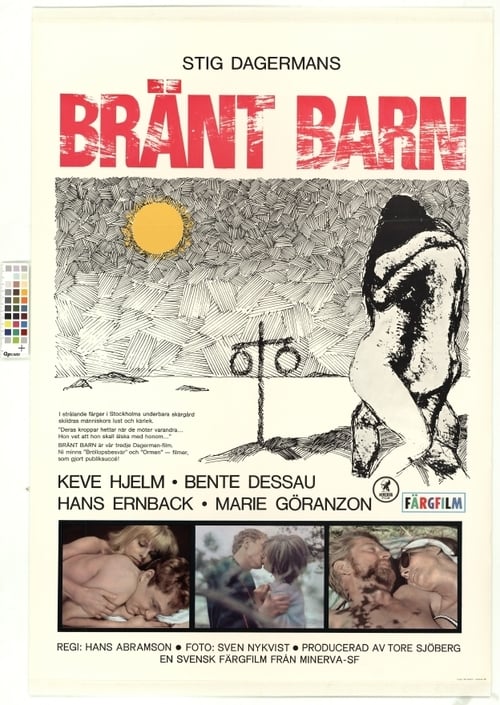 STIG DAGERMANS
BRÄNT BARN
I strålande färger i Stockholms underbara skärgård
skildras människors lust och kärlek.
"Deras kroppar hettar när de möter varandra...
Hon vet att hon skall älska med honom..."
BRÄNT BARN är vår tredje Dagerman-film.
Ni minns "Bröllopsbesvär" och "Ormen" — filmer,
som gjort publiksuccé!
KEVE HJELM • BENTE DESSAU
HANS ERNBACK • MARIE GÖRANZON
FÄRGFILM
REGI: HANS ABRAMSON • FOTO: SVEN NYKVIST • PRODUCERAD AV TORE SJÖBERG
EN SVENSK FÄRGFILM FRÅN MINERVA-SF